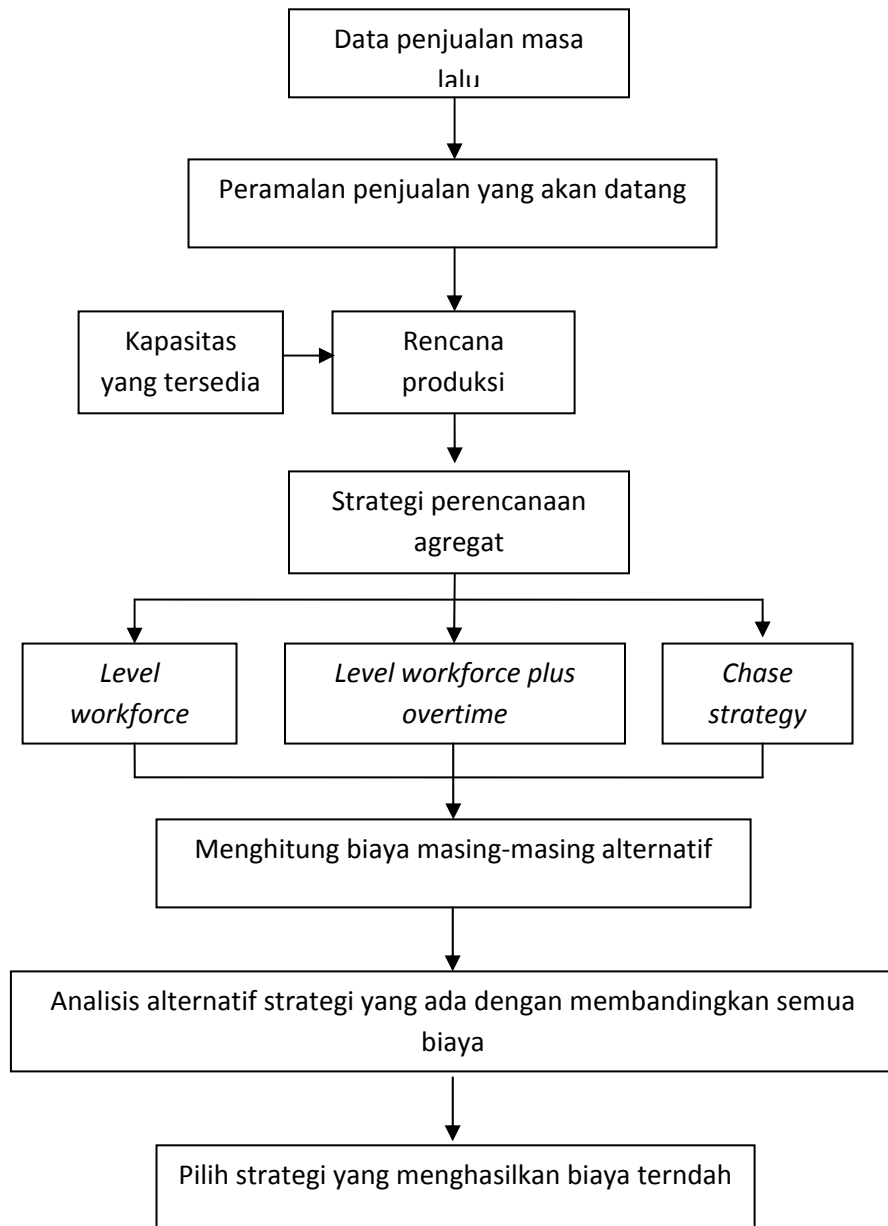 Data penjualan masa
lalu
Peramalan penjualan yang akan datang
Kapasitas
yang tersedia
Rencana
produksi
Strategi perencanaan
agregat
Level
workforce
Level workforce plus
overtime
Chase
strategy
Menghitung biaya masing-masing alternatif
Analisis alternatif strategi yang ada dengan membandingkan semua
biaya
Pilih strategi yang menghasilkan biaya terndah